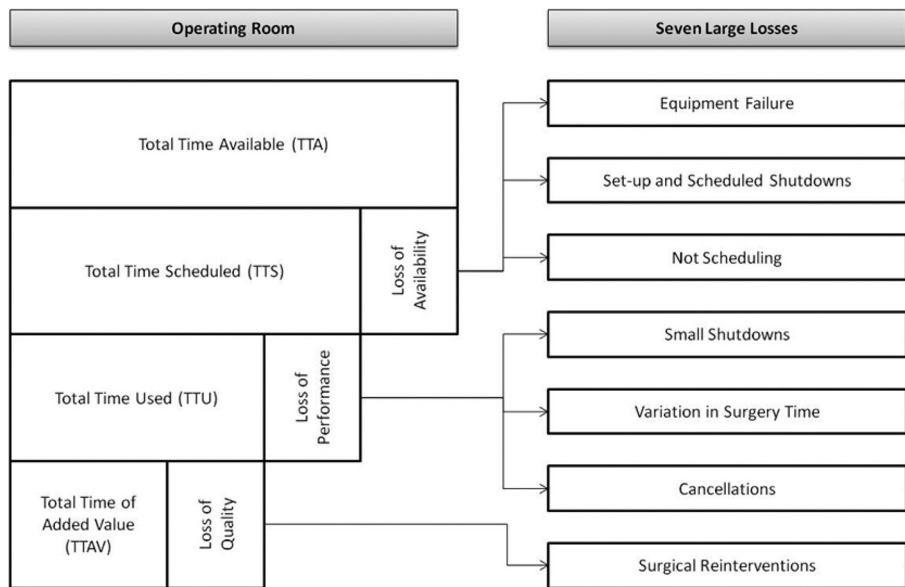 Operating Room
Seven Large Losses
Total Time Available (TTA)
Equipment Failure
Set-up and Scheduled Shutdowns
Total Time Scheduled (TTS)
Loss of
Availability
Not Scheduling
Small Shutdowns
Total Time Used (TTU)
Loss of
Performance
Variation in Surgery Time
Cancellations
Total Time of
Added Value
(TTAV)
Loss of
Quality
Surgical Reinterventions